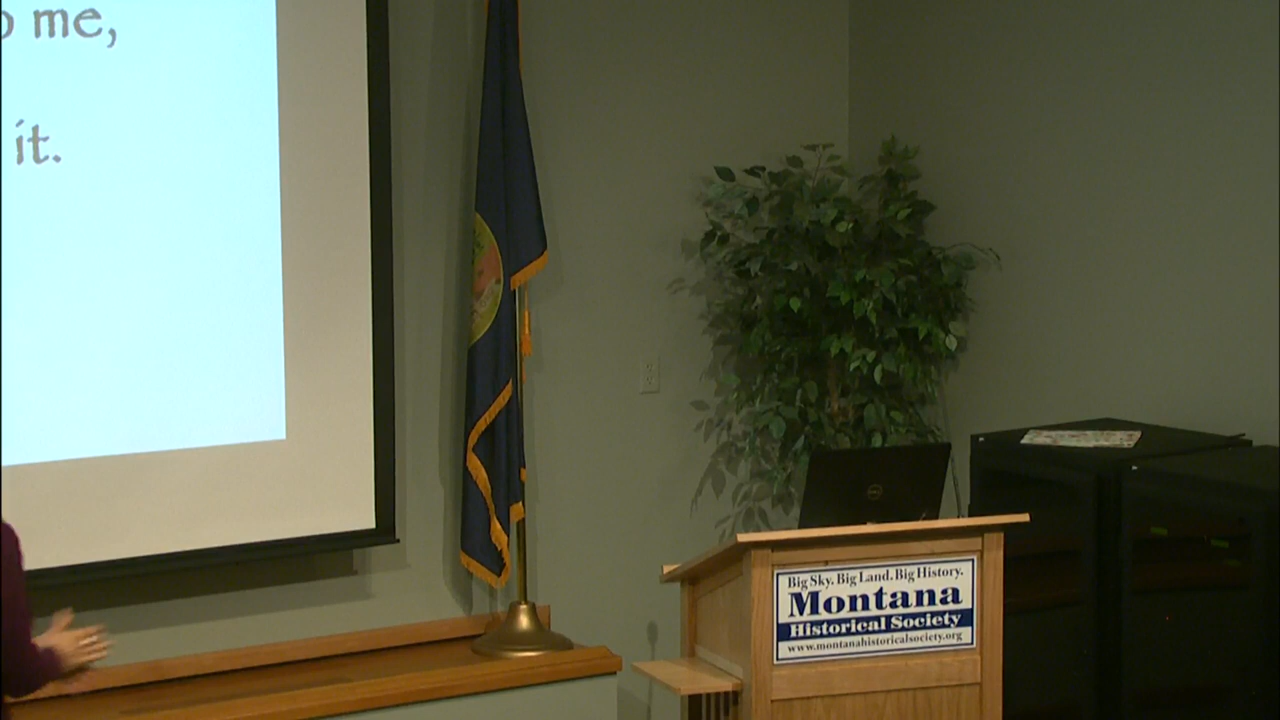 me,
it.
Big Sky. Big Land. Big History.
Montana
Historical Society
www.montanahistoricalsociety.org